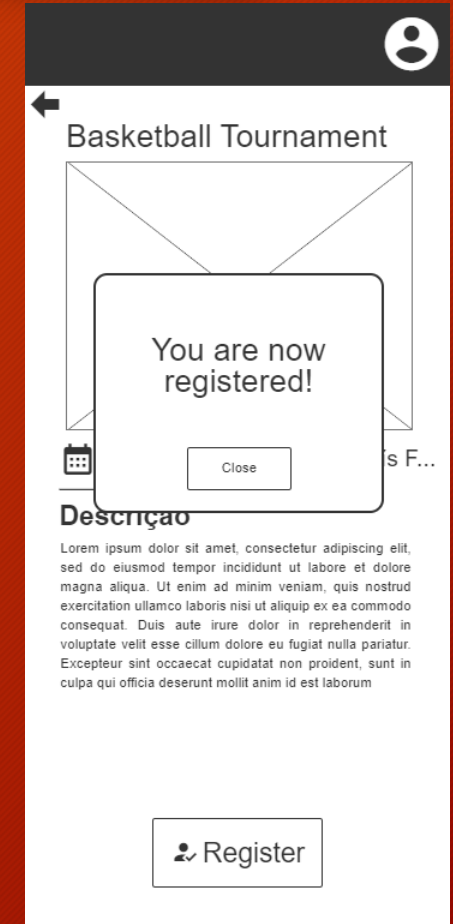 Basketball Tournament
You are now
registered!
Close
s F...
Descrição
Lorem ipsum dolor sit amet, consectetur adipiscing elit,
sed do eiusmod tempor incididunt ut labore et dolore
magna aliqua. Ut enim ad minim veniam, quis nostrud
exercitation ullamco laboris nisi ut aliquip ex ea commodo
consequat. Duis aute irure dolor in reprehenderit in
voluptate velit esse cillum dolore eu fugiat nulla pariatur.
Excepteur sint occaecat cupidatat non proident, sunt in
culpa qui officia deserunt mollit anim id est laborum
Register